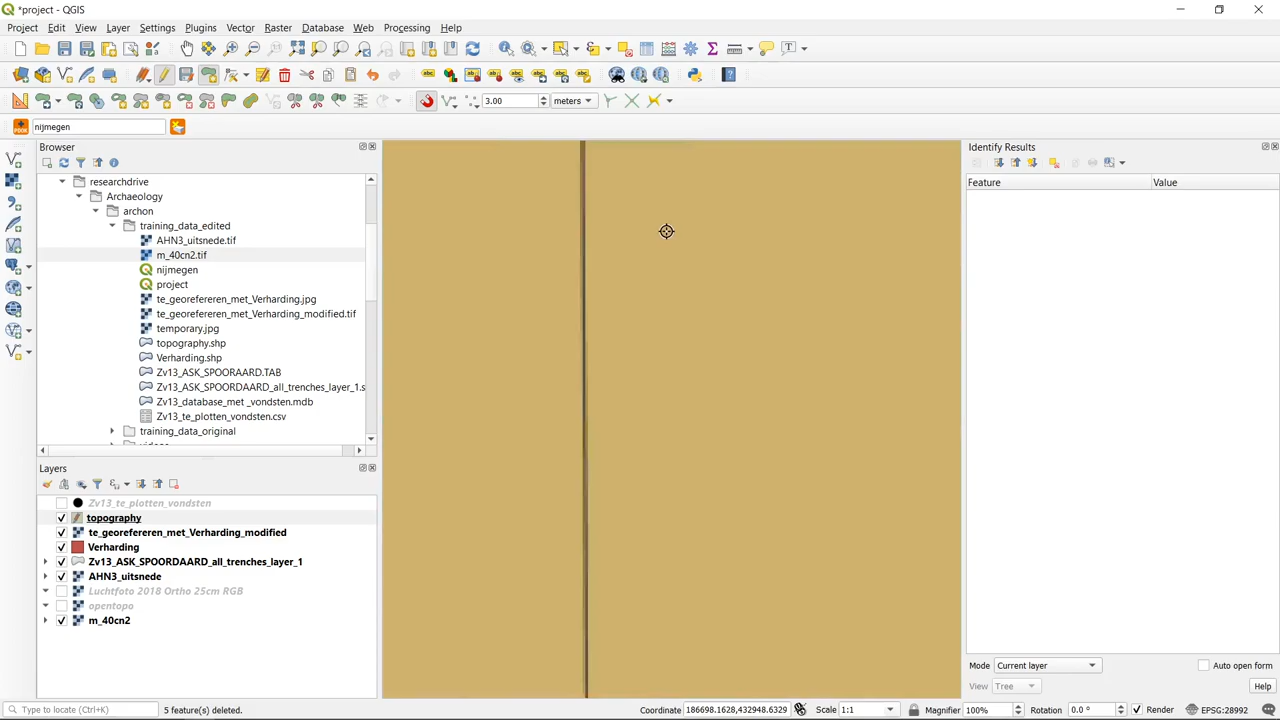 *project — QGIS
Project Edit View Layer Settings Plugins Vector Raster Database Web Processing Help
3.00 meters
nijmegen
Browser
researchdrive
Archaeology
archon
training_data_edited
AHN3_uitsnede.tif
m_40cn2.tif
nijmegen
project
te_georefereren_met_Verharding.jpg
te_georefereren_met_Verharding_modified.tif
temporary.jpg
topography.shp
Verharding.shp
Zv13_ASK_SPOORAARD.TAB
Zv13_ASK_SPOORDAARD_all_trenches_layer_1.s
Zv13_database_met _vondsten.mdb
Zv13_te_plotten_vondsten.csv
training_data_original
Layers
Zv13_te_plotten_vondsten
topography
te_georefereren_met_Verharding_modified
Verharding
Zv13_ASK_SPOORDAARD_all_trenches_layer_1
AHN3_uitsnede
Luchtfoto 2018 Ortho 25cm RGB
opentopo
m_40cn2
Identify Results
Feature Value
Mode Current layer Auto open form
View Tree Help
Type to locate (Ctrl+K) 5 feature(s) deleted. Coordinate 186698.1628,432948.6329 Scale 1:1 Magnifier 100% Rotation 0.0 ° Render EPSG:28992